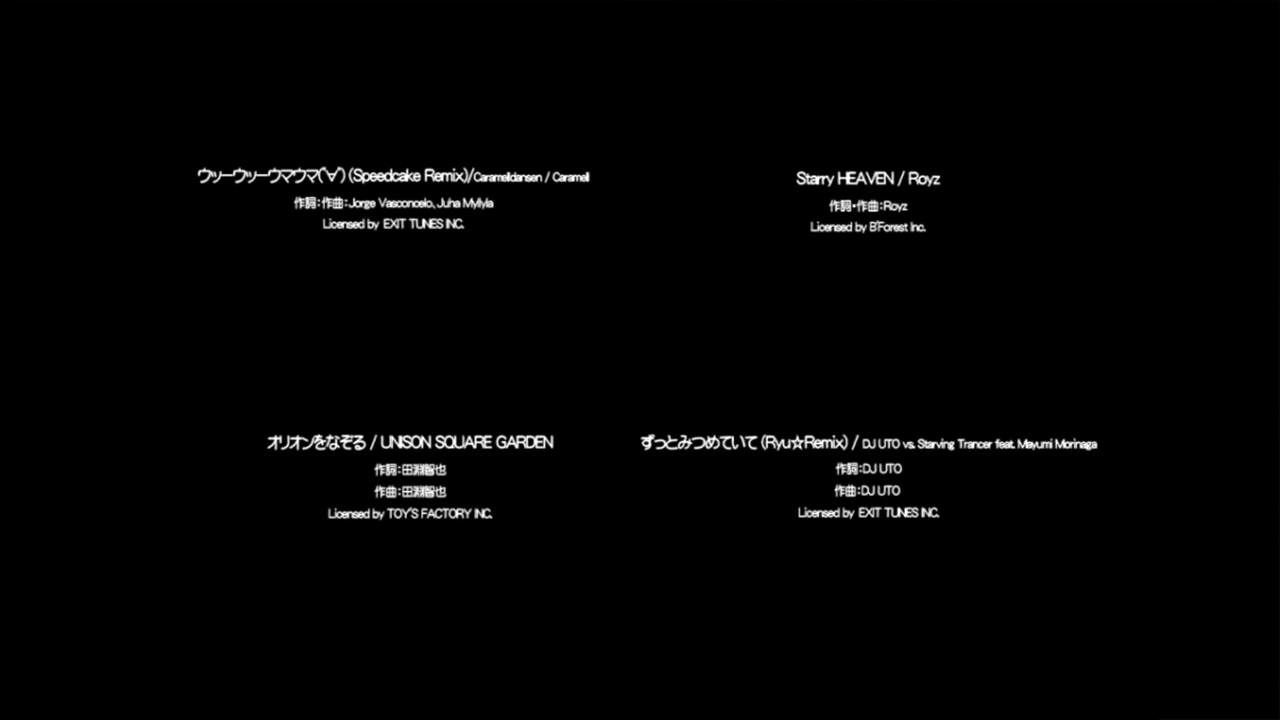 ウッーウッーウマウマ(ﾟ∀ﾟ) (Speedcake Remix)/Caramelldansen / Caramell
作詞:作曲:Jorge Vasconcelo、Juha Myllyla
Licensed by EXIT TUNES INC.
Starry HEAVEN / Royz
作詞・作曲:Royz
Licensed by B'Forest Inc.
オリオンをなぞる / UNISON SQUARE GARDEN
作詞:田淵智也
作曲:田淵智也
Licensed by TOY'S FACTORY INC.
ずっとみつめていて (Ryu☆Remix) / DJ UTO vs. Starving Trancer feat. Mayumi Morinaga
作詞:DJ UTO
作曲:DJ UTO
Licensed by EXIT TUNES INC.